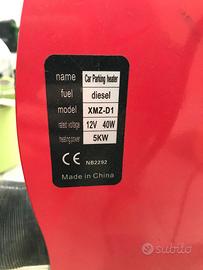 name Car Parking heater
fuel diesel
model XMZ-D1
rated voltage 12V 40W
heating power 5KW
CE NB2292
Made in China
subito